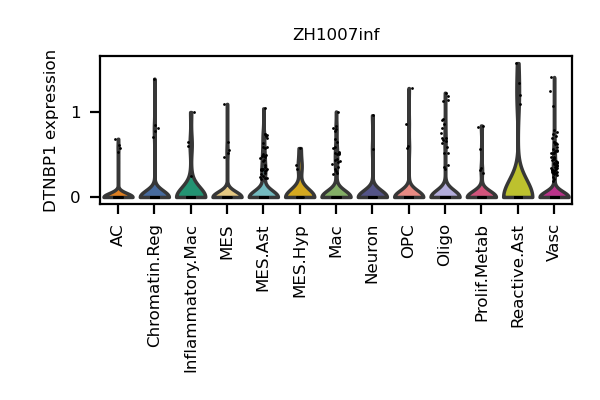 ZH1007inf
DTNBP1 expression
1
0
AC
Chromatin.Reg
Inflammatory.Mac
MES
MES.Ast
MES.Hyp
Mac
Neuron
OPC
Oligo
Prolif.Metab
Reactive.Ast
Vasc